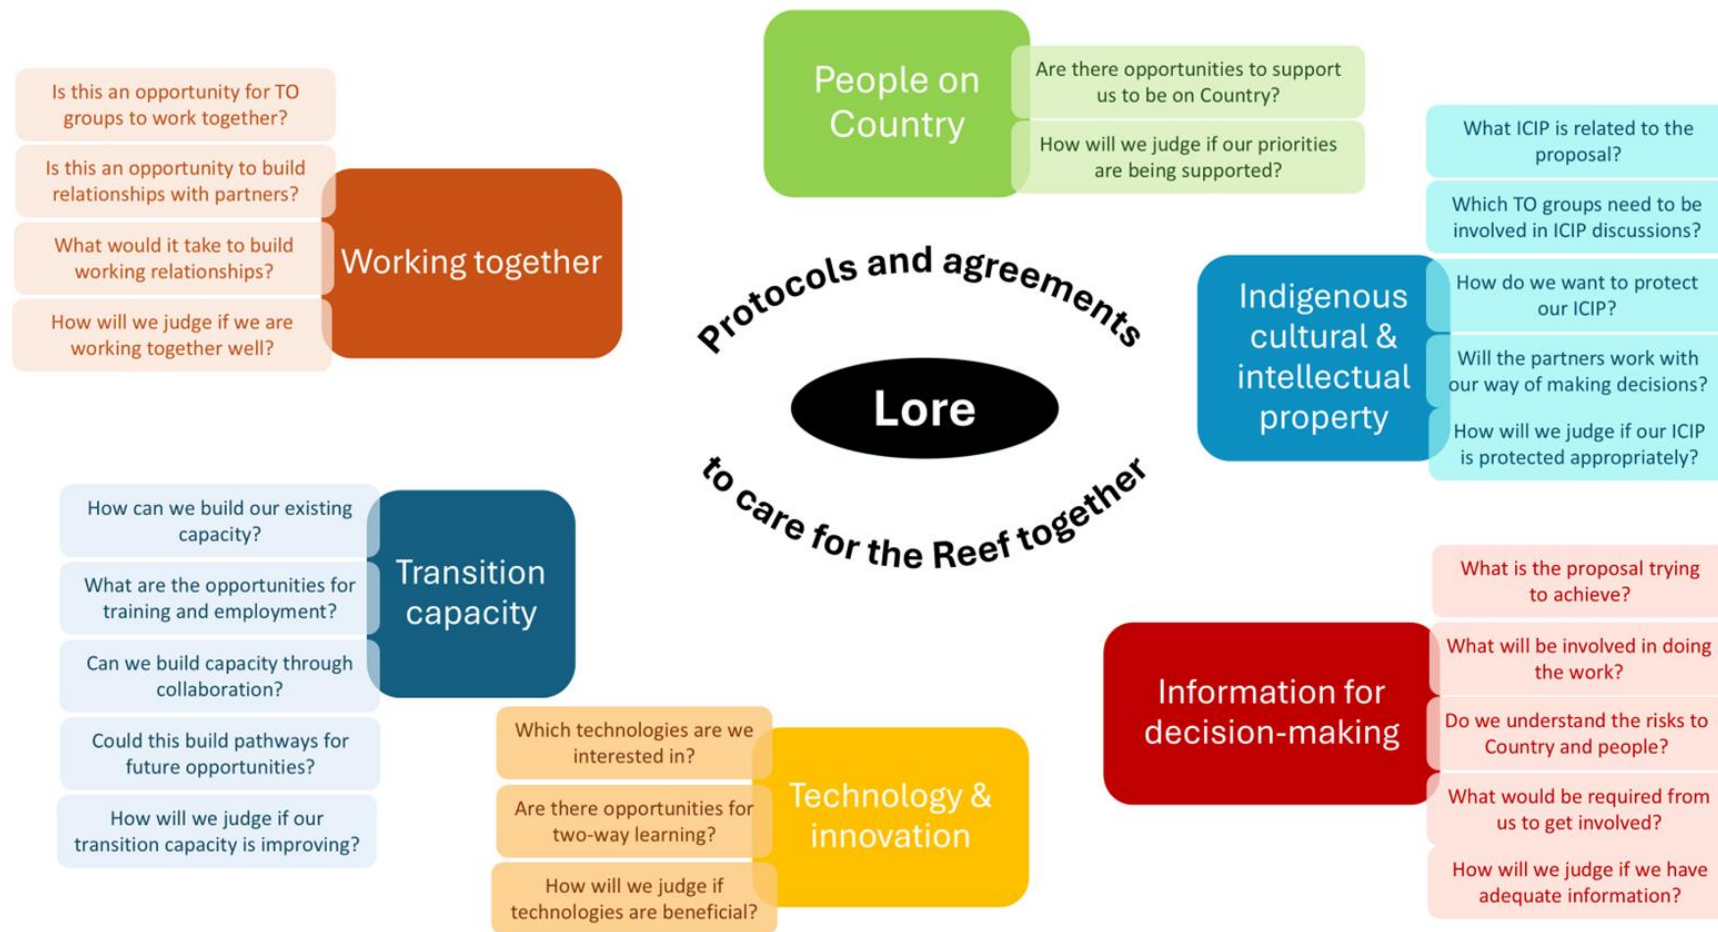 People on
Country
Are there opportunities to support
us to be on Country?
How will we judge if our priorities
are being supported?
Is this an opportunity for TO
groups to work together?
Is this an opportunity to build
relationships with partners?
What would it take to build
working relationships?
How will we judge if we are
working together well?
Working together
Protocols and agreements
Lore
to care for the Reef together
Indigenous
cultural &
intellectual
property
What ICIP is related to the
proposal?
Which TO groups need to be
involved in ICIP discussions?
How do we want to protect
our ICIP?
Will the partners work with
our way of making decisions?
How will we judge if our ICIP
is protected appropriately?
How can we build our existing
capacity?
What are the opportunities for
training and employment?
Can we build capacity through
collaboration?
Could this build pathways for
future opportunities?
How will we judge if our
transition capacity is improving?
Transition
capacity
Which technologies are we
interested in?
Are there opportunities for
two-way learning?
How will we judge if
technologies are beneficial?
Technology &
innovation
Information for
decision-making
What is the proposal trying
to achieve?
What will be involved in doing
the work?
Do we understand the risks to
Country and people?
What would be required from
us to get involved?
How will we judge if we have
adequate information?